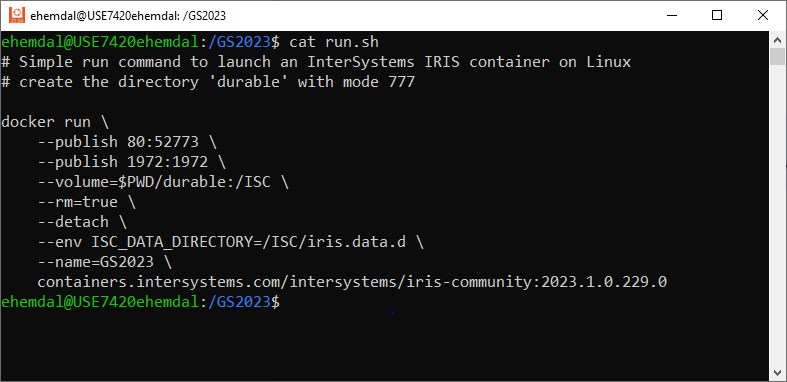 ehemdal@USE7420ehemdal: /GS2023
ehemdal@USE7420ehemdal:/GS2023$ cat run.sh
# Simple run command to launch an InterSystems IRIS container on Linux
# create the directory 'durable' with mode 777
docker run \
    --publish 80:52773 \
    --publish 1972:1972 \
    --volume=$PWD/durable:/ISC \
    --rm=true \
    --detach \
    --env ISC_DATA_DIRECTORY=/ISC/iris.data.d \
    --name=GS2023 \
    containers.intersystems.com/intersystems/iris-community:2023.1.0.229.0
ehemdal@USE7420ehemdal:/GS2023$